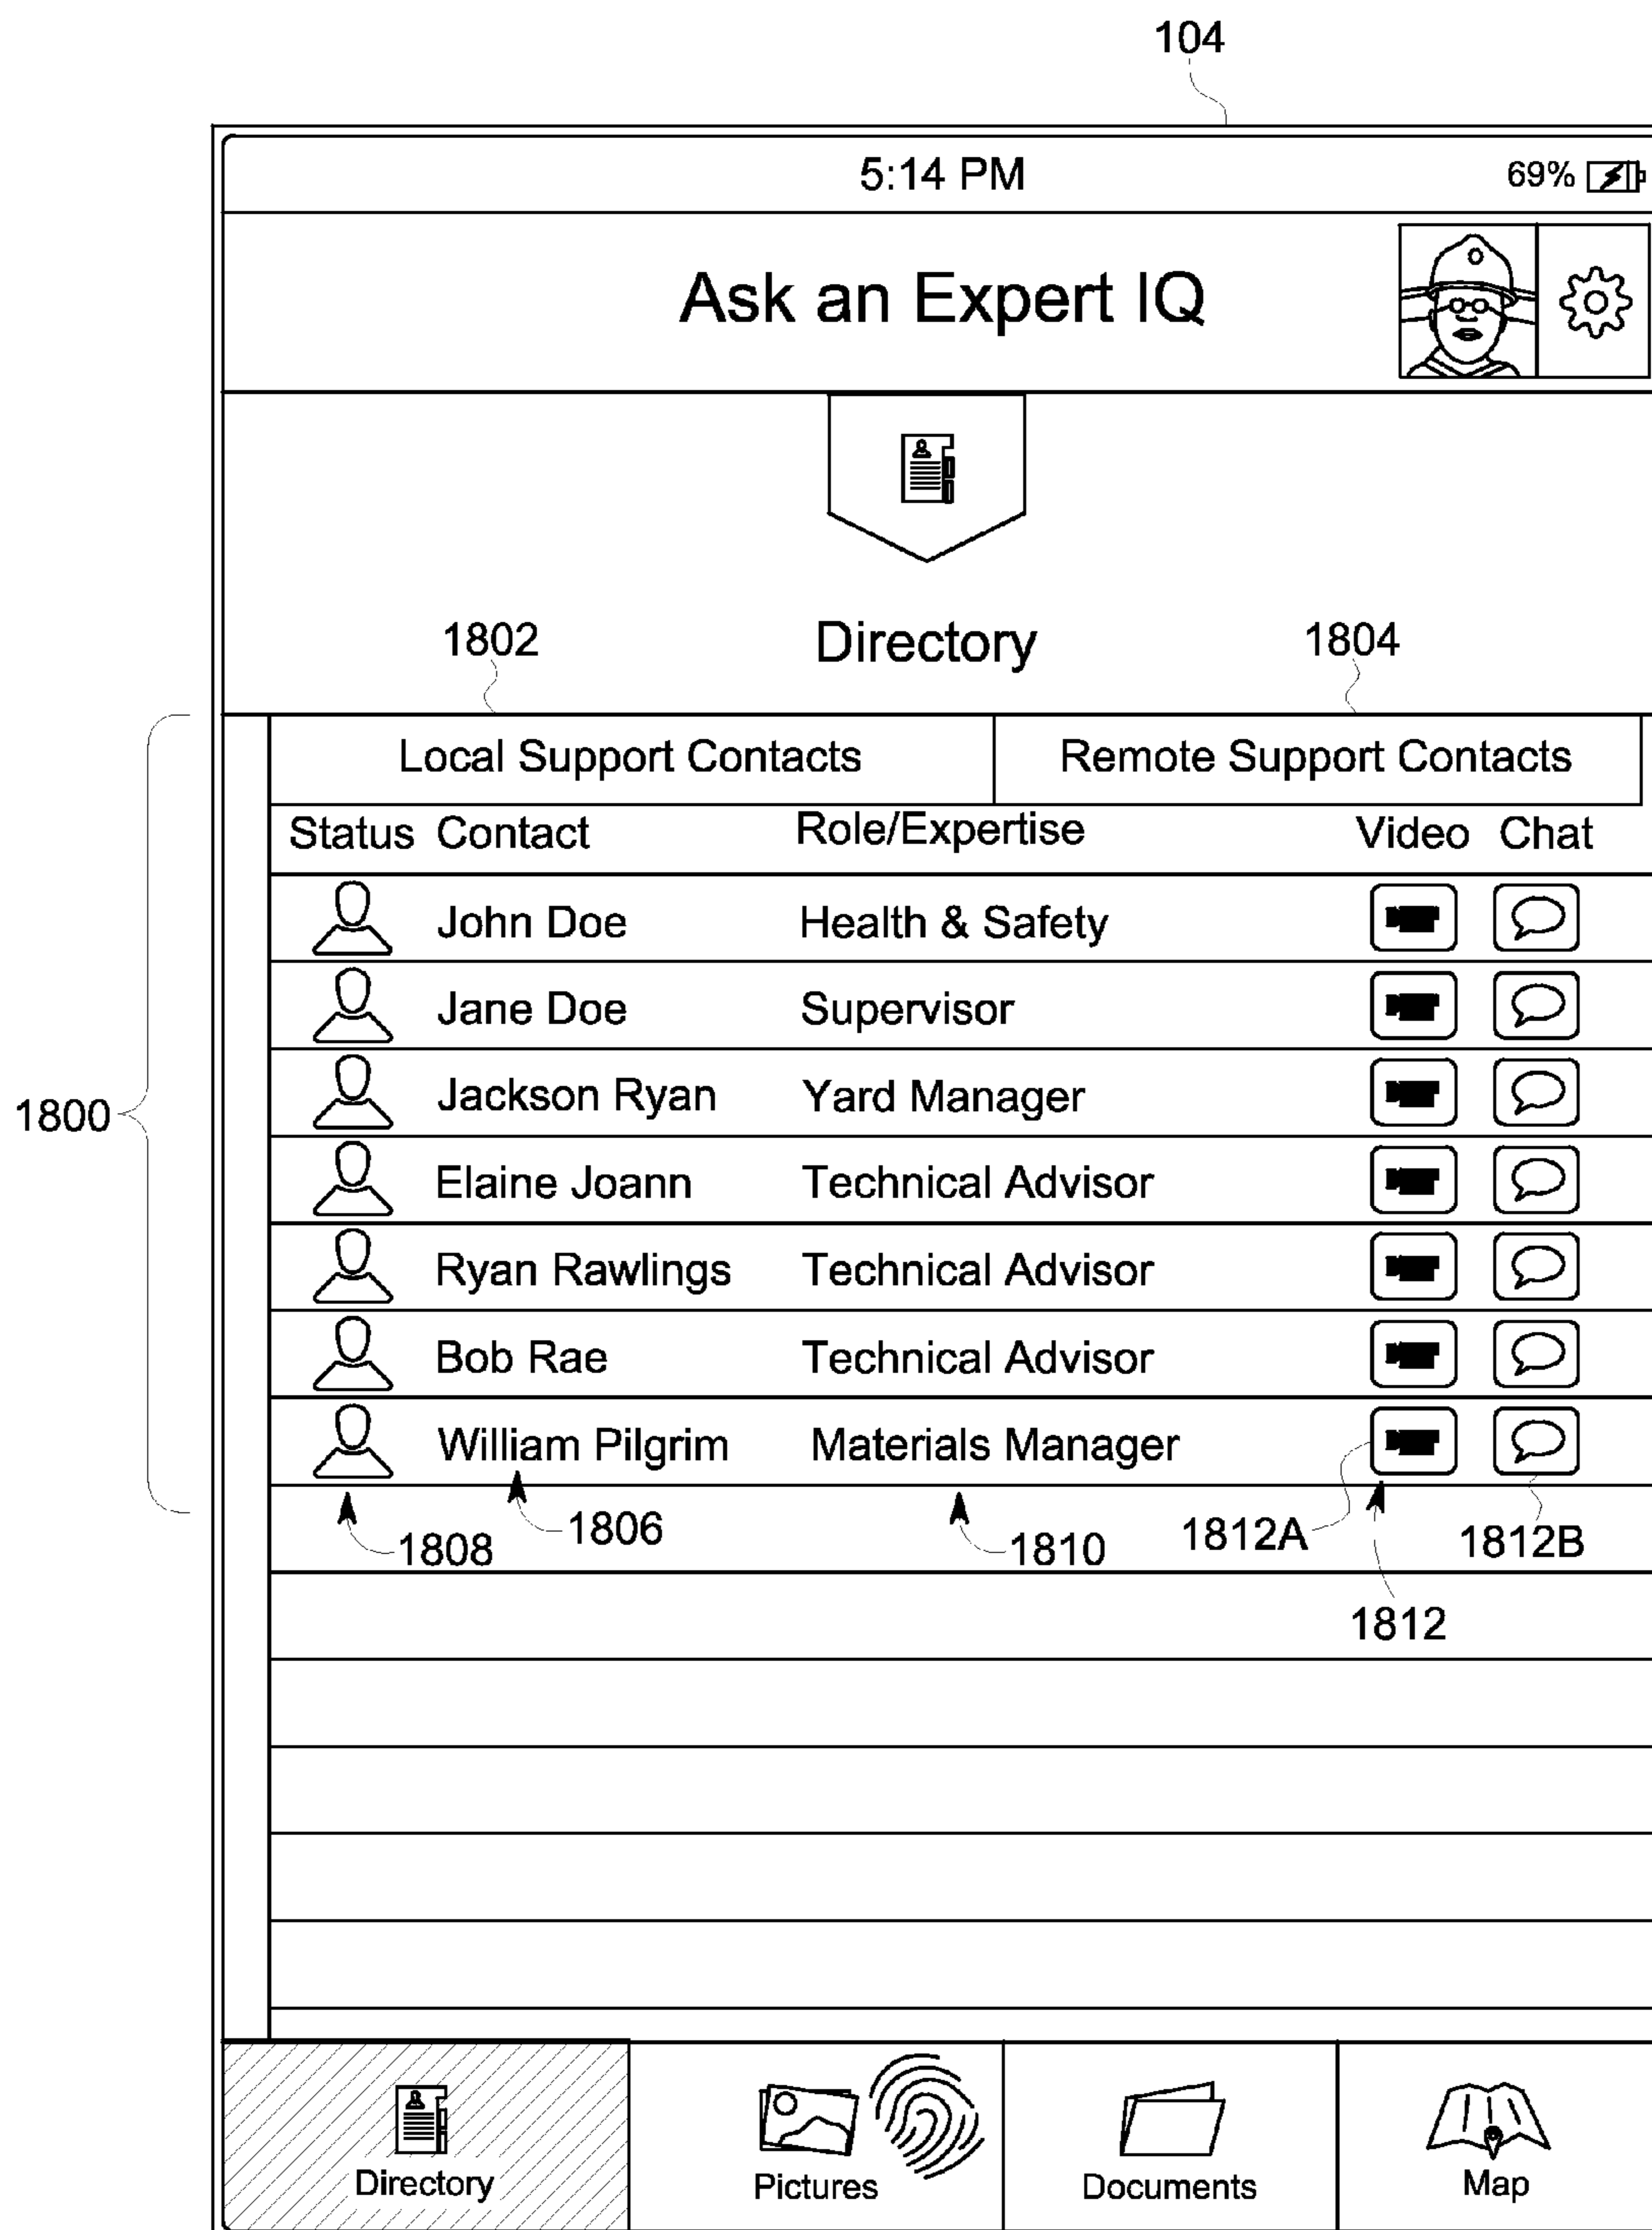 104
5:14 PM 69%
Ask an Expert IQ
1802 Directory 1804
Local Support Contacts Remote Support Contacts
Status Contact Role/Expertise Video Chat
John Doe Health & Safety
Jane Doe Supervisor
Jackson Ryan Yard Manager
1800
Elaine Joann Technical Advisor
Ryan Rawlings Technical Advisor
Bob Rae Technical Advisor
William Pilgrim Materials Manager
1808 1806 1810 1812A 1812B
1812
Directory Pictures Documents Map